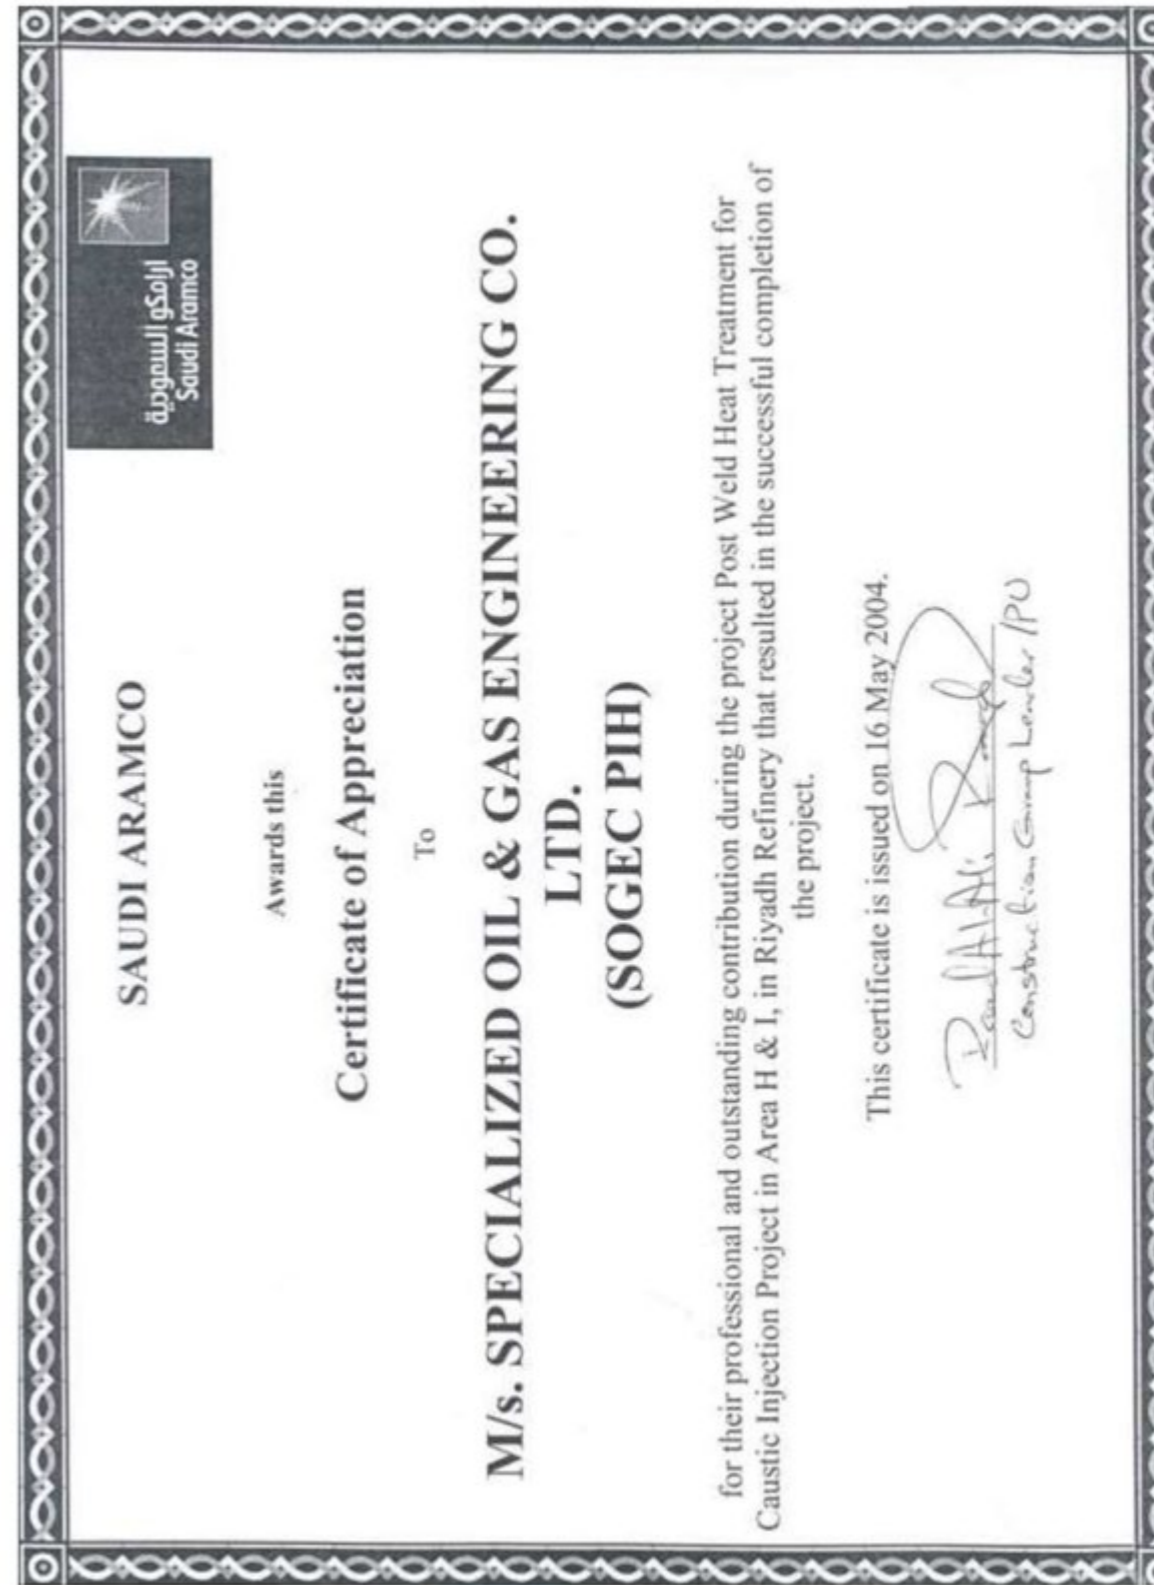 أرامكو السعودية
Saudi Aramco
SAUDI ARAMCO
Awards this
Certificate of Appreciation
To
M/s. SPECIALIZED OIL & GAS ENGINEERING CO.
LTD.
(SOGEC PIH)
for their professional and outstanding contribution during the project Post Weld Heat Treatment for
Caustic Injection Project in Area H & I, in Riyadh Refinery that resulted in the successful completion of
the project.
This certificate is issued on 16 May 2004.
Construction Group Leader / IPU